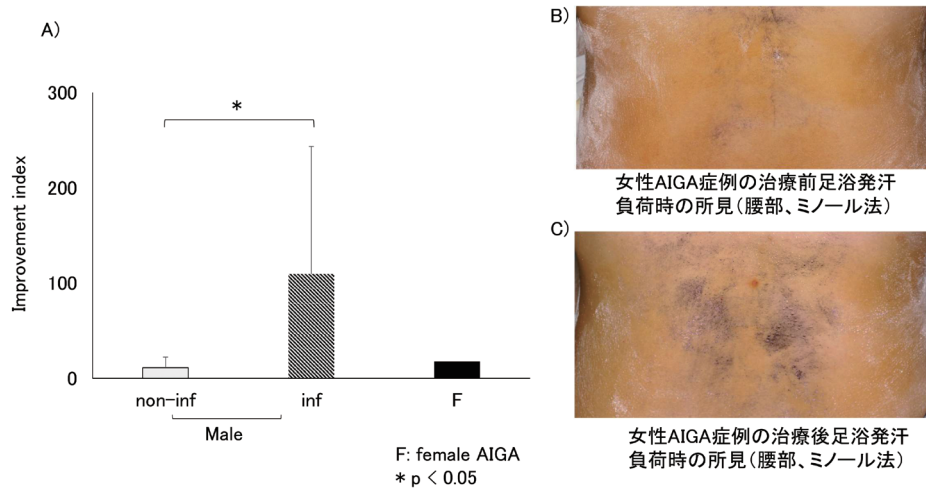 A)
Improvement index
300
200
100
0
*
non-inf
inf
F
Male
F: female AIGA
* p < 0.05
B)
女性AIGA症例の治療前足浴発汗
負荷時の所見(腰部、ミノール法)
C)
女性AIGA症例の治療後足浴発汗
負荷時の所見(腰部、ミノール法)